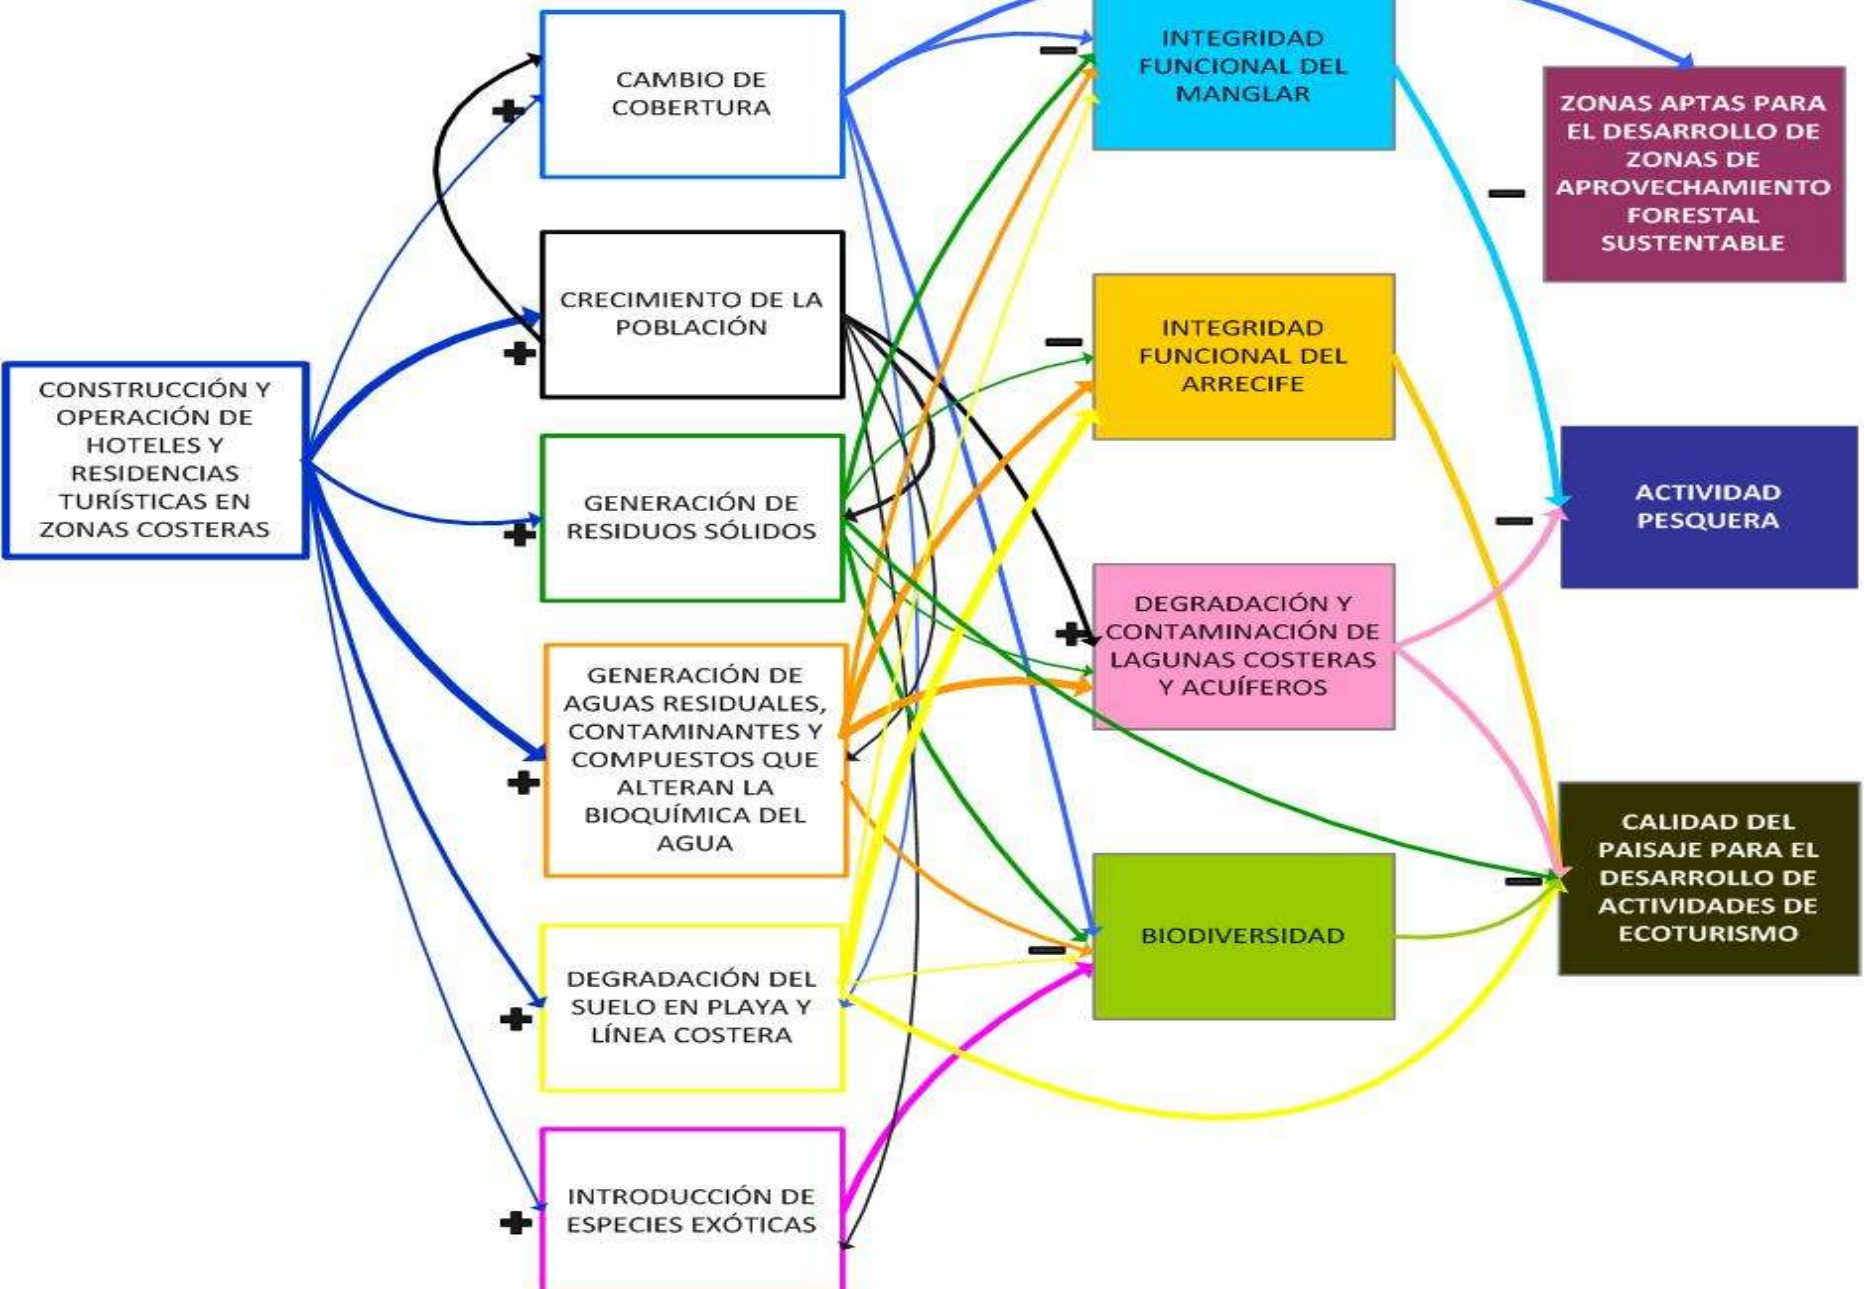 CONSTRUCCIÓN Y
OPERACIÓN DE
HOTELES Y
RESIDENCIAS
TURÍSTICAS EN
ZONAS COSTERAS
+
CAMBIO DE
COBERTURA
+
CRECIMIENTO DE LA
POBLACIÓN
+
GENERACIÓN DE
RESIDUOS SÓLIDOS
+
GENERACIÓN DE
AGUAS RESIDUALES,
CONTAMINANTES Y
COMPUESTOS QUE
ALTERAN LA
BIOQUÍMICA DEL
AGUA
+
DEGRADACIÓN DEL
SUELO EN PLAYA Y
LÍNEA COSTERA
+
INTRODUCCIÓN DE
ESPECIES EXÓTICAS
−
INTEGRIDAD
FUNCIONAL DEL
MANGLAR
−
INTEGRIDAD
FUNCIONAL DEL
ARRECIFE
+
DEGRADACIÓN Y
CONTAMINACIÓN DE
LAGUNAS COSTERAS
Y ACUÍFEROS
−
BIODIVERSIDAD
−
ZONAS APTAS PARA
EL DESARROLLO DE
ZONAS DE
APROVECHAMIENTO
FORESTAL
SUSTENTABLE
−
ACTIVIDAD
PESQUERA
−
CALIDAD DEL
PAISAJE PARA EL
DESARROLLO DE
ACTIVIDADES DE
ECOTURISMO